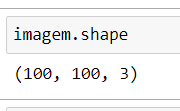 imagem.shape
(100, 100, 3)